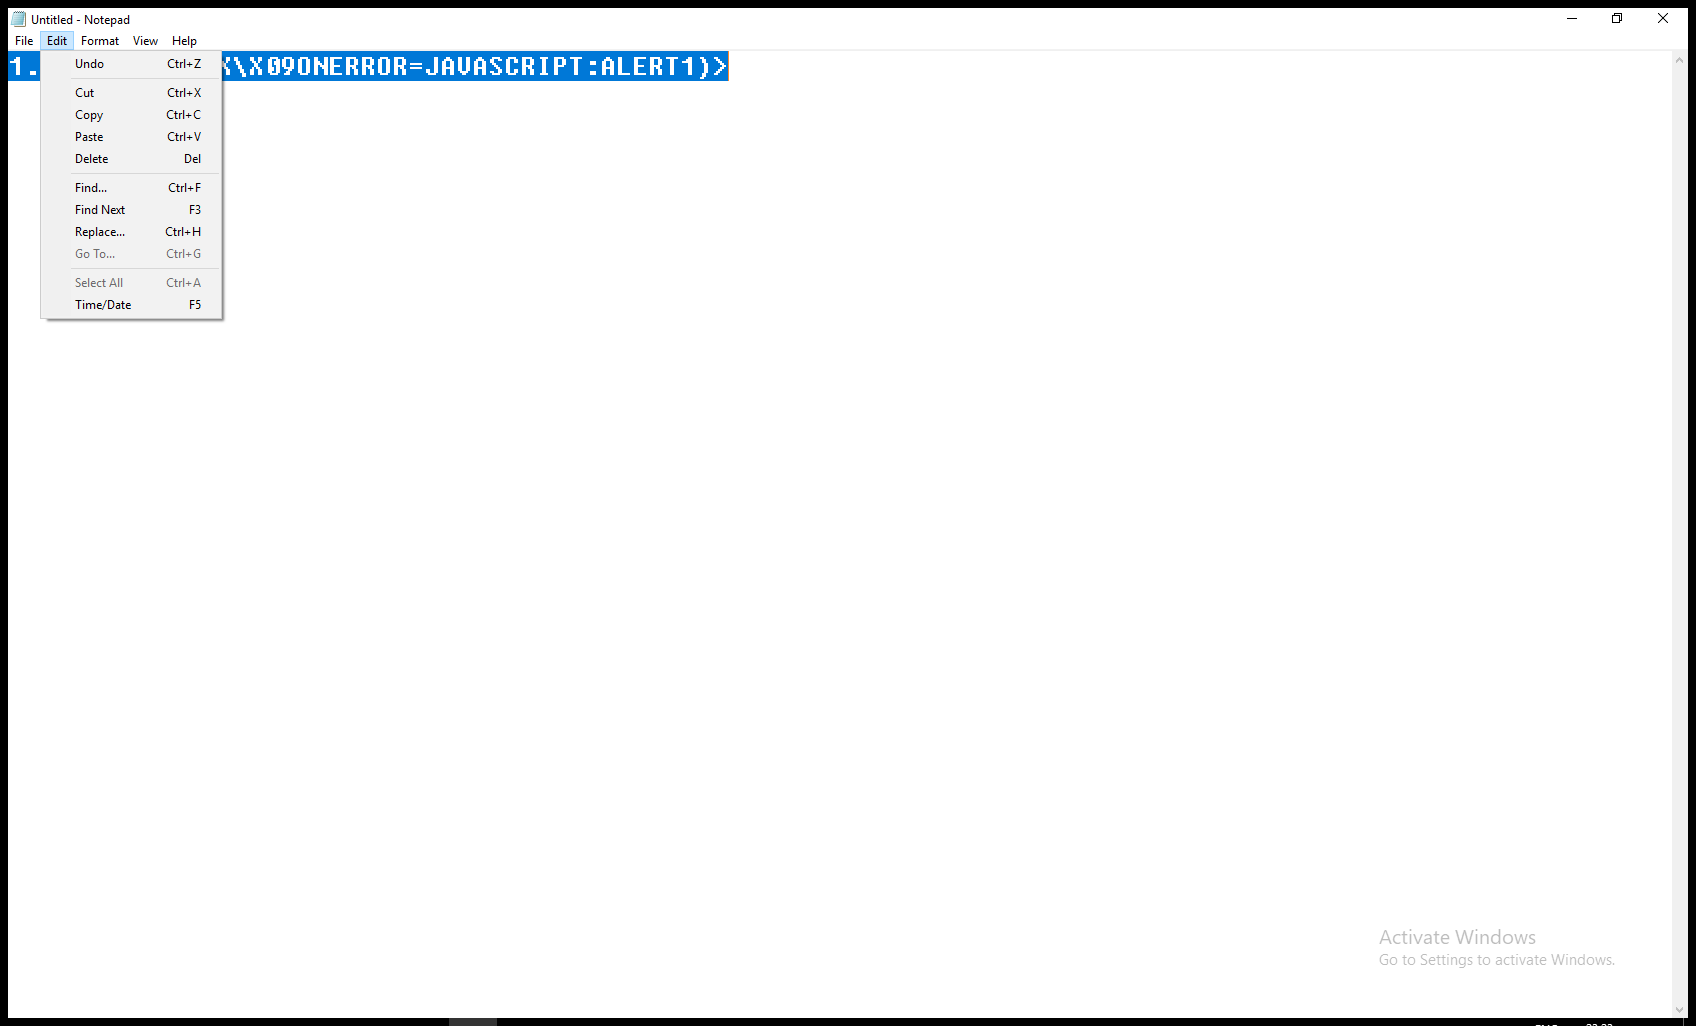 Untitled - Notepad
File Edit Format View Help
1. \X09ONERROR=JAVASCRIPT:ALERT1)>
Undo Ctrl+Z
Cut Ctrl+X
Copy Ctrl+C
Paste Ctrl+V
Delete Del
Find... Ctrl+F
Find Next F3
Replace... Ctrl+H
Go To... Ctrl+G
Select All Ctrl+A
Time/Date F5
Activate Windows
Go to Settings to activate Windows.